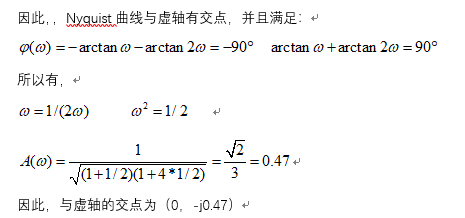 因此，，Nyquist 曲线与虚轴有交点，并且满足：
φ(ω) = −arctan ω − arctan 2ω = −90° arctan ω + arctan 2ω = 90°
所以有，
ω = 1/(2ω) ω² = 1/2
A(ω) = 1/√((1+1/2)(1+4*1/2)) = √2/3 = 0.47
因此，与虚轴的交点为（0，-j0.47）